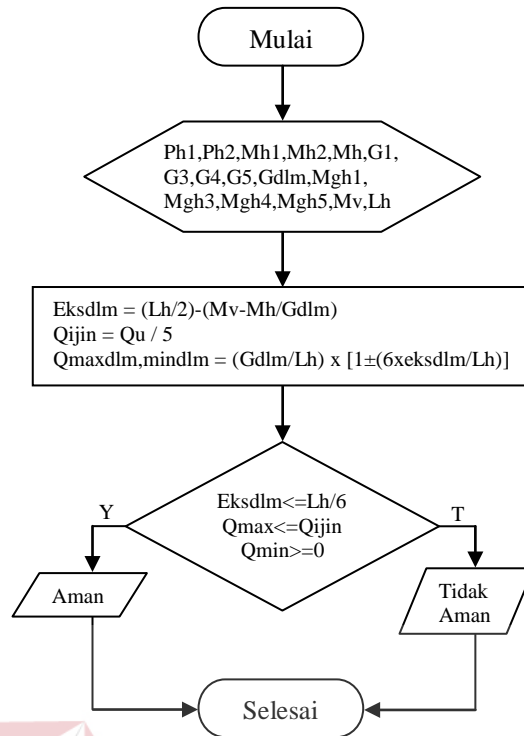 Mulai
Ph1,Ph2,Mh1,Mh2,Mh,G1,
G3,G4,G5,Gdlm,Mgh1,
Mgh3,Mgh4,Mgh5,Mv,Lh
Eksdlm = (Lh/2)-(Mv-Mh/Gdlm)
Qijin = Qu / 5
Qmaxdlm,mindlm = (Gdlm/Lh) x [1±(6xeksdlm/Lh)]
Eksdlm<=Lh/6
Qmax<=Qijin
Qmin>=0
Y
T
Aman
Tidak
Aman
Selesai